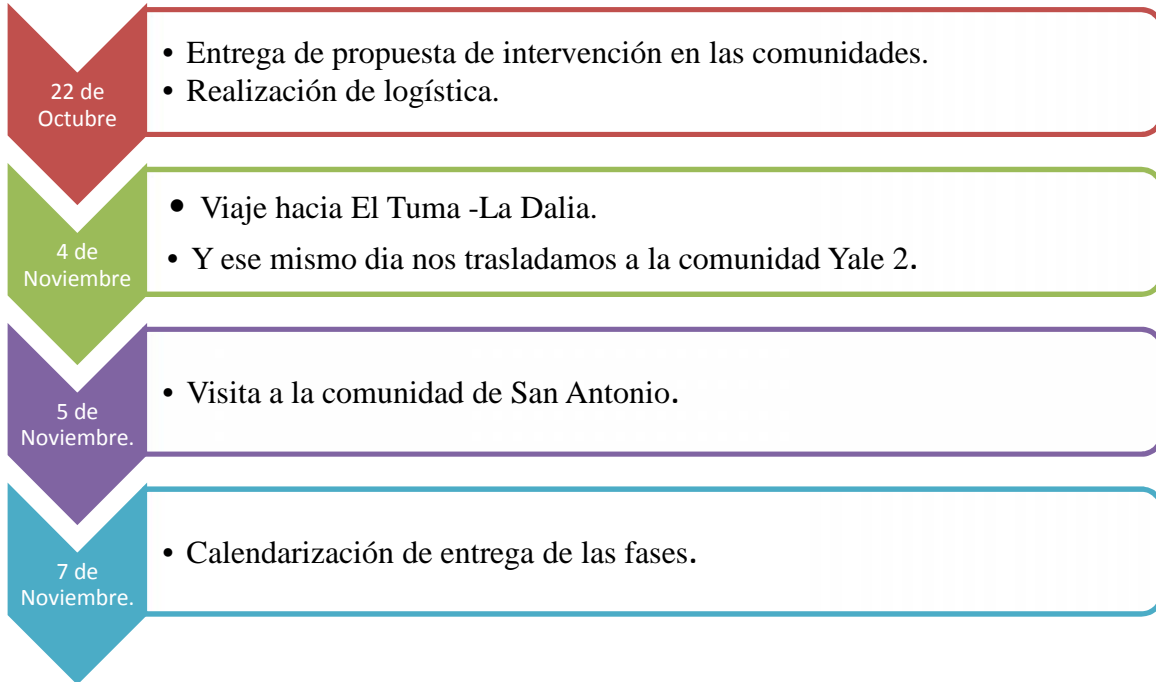 22 de
Octubre
• Entrega de propuesta de intervención en las comunidades.
• Realización de logística.
4 de
Noviembre
• Viaje hacia El Tuma -La Dalia.
• Y ese mismo dia nos trasladamos a la comunidad Yale 2.
5 de
Noviembre.
• Visita a la comunidad de San Antonio.
7 de
Noviembre.
• Calendarización de entrega de las fases.